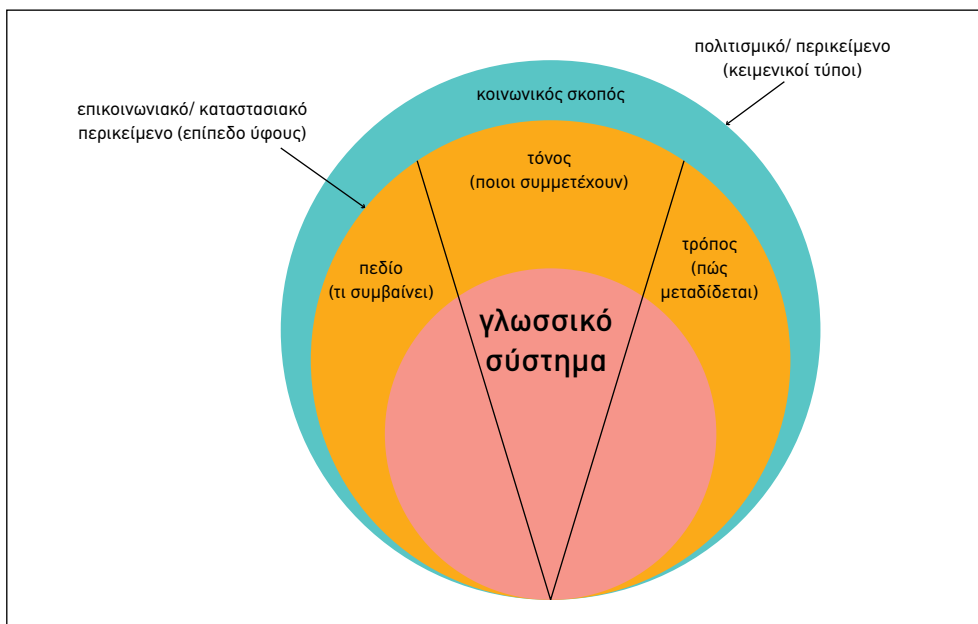 πολιτισμικό/ περικείμενο
(κειμενικοί τύποι)
κοινωνικός σκοπός
επικοινωνιακό/ καταστασιακό
περικείμενο (επίπεδο ύφους)
τόνος
(ποιοι συμμετέχουν)
πεδίο
(τι συμβαίνει)
τρόπος
(πώς
μεταδίδεται)
γλωσσικό
σύστημα